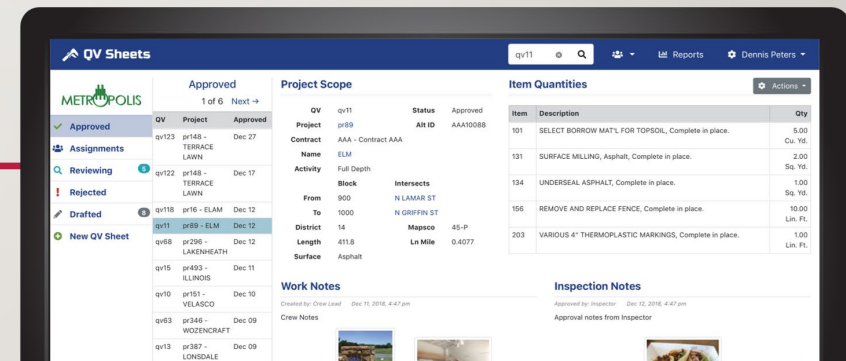 QV Sheets
qv11
Reports
Dennis Peters
METROPOLIS
Approved
Assignments
Reviewing 5
Rejected
Drafted 8
New QV Sheet
Approved
1 of 6 Next →
QV Project Approved
qv123 pr148 - Dec 27
TERRACE
LAWN
qv122 pr148 - Dec 17
TERRACE
LAWN
qv118 pr16 - ELAM Dec 12
qv11 pr89 - ELM Dec 12
qv68 pr296 - Dec 12
LAKENHEATH
qv15 pr493 - Dec 11
ILLINOIS
qv10 pr151 - Dec 10
VELASCO
qv63 pr346 - Dec 09
WOZENCRAFT
qv13 pr387 - Dec 09
LONSDALE
Project Scope
QV qv11 Status Approved
Project pr89 Alt ID AAA10088
Contract AAA - Contract AAA
Name ELM
Activity Full Depth
Block Intersects
From 900 N LAMAR ST
To 1000 N GRIFFIN ST
District 14 Mapsco 45-P
Length 411.8 Ln Mile 0.4077
Surface Asphalt
Item Quantities
Actions
Item Description Qty
101 SELECT BORROW MAT'L FOR TOPSOIL, Complete in place. 5.00
Cu. Yd.
131 SURFACE MILLING, Asphalt, Complete in place. 2.00
Sq. Yd.
134 UNDERSEAL ASPHALT, Complete in place. 1.00
Sq. Yd.
156 REMOVE AND REPLACE FENCE, Complete in place. 10.00
Lin. Ft.
203 VARIOUS 4" THERMOPLASTIC MARKINGS, Complete in place. 1.00
Lin. Ft.
Work Notes
Created by: Crew Lead Dec 11, 2018, 4:47 pm
Crew Notes
Inspection Notes
Approved by: Inspector Dec 12, 2018, 4:47 pm
Approval notes from Inspector